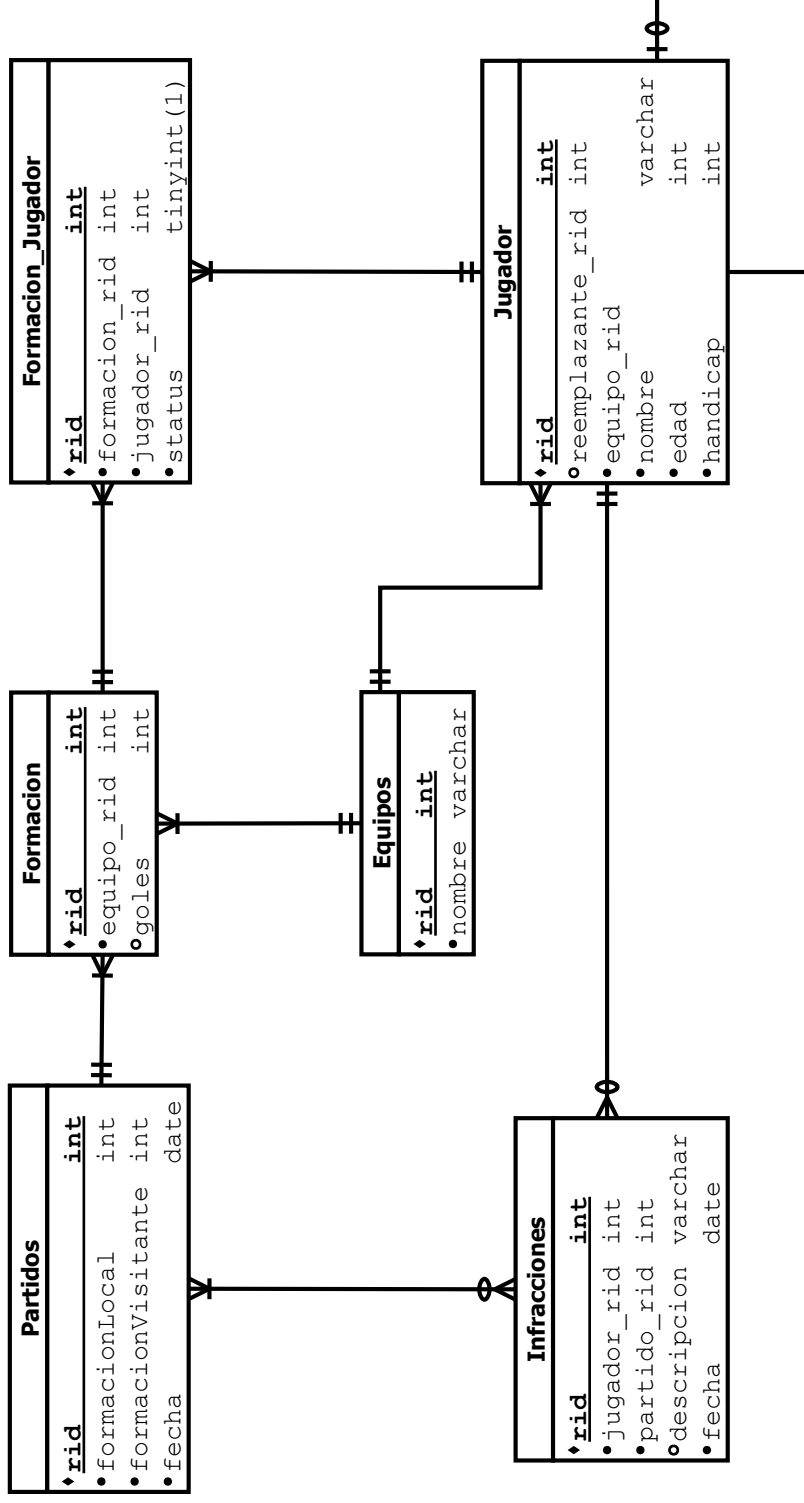 Partidos
rid int
formacionLocal int
formacionVisitante int
fecha date
Formacion
rid int
equipo_rid int
goles int
Formacion_Jugador
rid int
formacion_rid int
jugador_rid int
status tinyint(1)
Equipos
rid int
nombre varchar
Infracciones
rid int
jugador_rid int
partido_rid int
descripcion varchar
fecha date
Jugador
rid int
reemplazante_rid int
equipo_rid
nombre varchar
edad int
handicap int